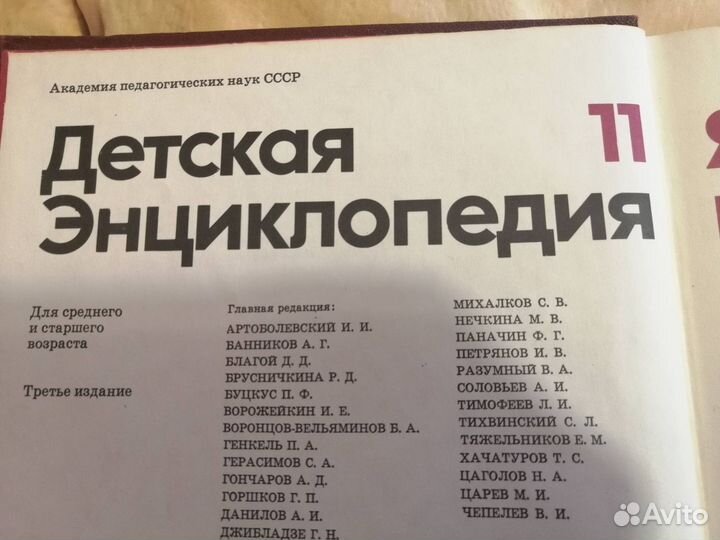 Академия педагогических наук СССР
Детская 11
Энциклопедия
Для среднего
и старшего
возраста
Третье издание
Главная редакция:
АРТОБОЛЕВСКИЙ И. И.
БАННИКОВ А. Г.
БЛАГОЙ Д. Д.
БРУСНИЧКИНА Р. Д.
БУЦКУС П. Ф.
ВОРОЖЕЙКИН И. Е.
ВОРОНЦОВ-ВЕЛЬЯМИНОВ Б. А.
ГЕНКЕЛЬ П. А.
ГЕРАСИМОВ С. А.
ГОНЧАРОВ А. Д.
ГОРШКОВ Г. П.
ДАНИЛОВ А. И.
ДЖИБЛАДЗЕ Г. Н.
МИХАЛКОВ С. В.
НЕЧКИНА М. В.
ПАНАЧИН Ф. Г.
ПЕТРЯНОВ И. В.
РАЗУМНЫЙ В. А.
СОЛОВЬЕВ А. И.
ТИМОФЕЕВ Л. И.
ТИХВИНСКИЙ С. Л.
ТЯЖЕЛЬНИКОВ Е. М.
ХАЧАТУРОВ Т. С.
ЦАГОЛОВ Н. А.
ЦАРЕВ М. И.
ЧЕПЕЛЕВ В. И.
Avito